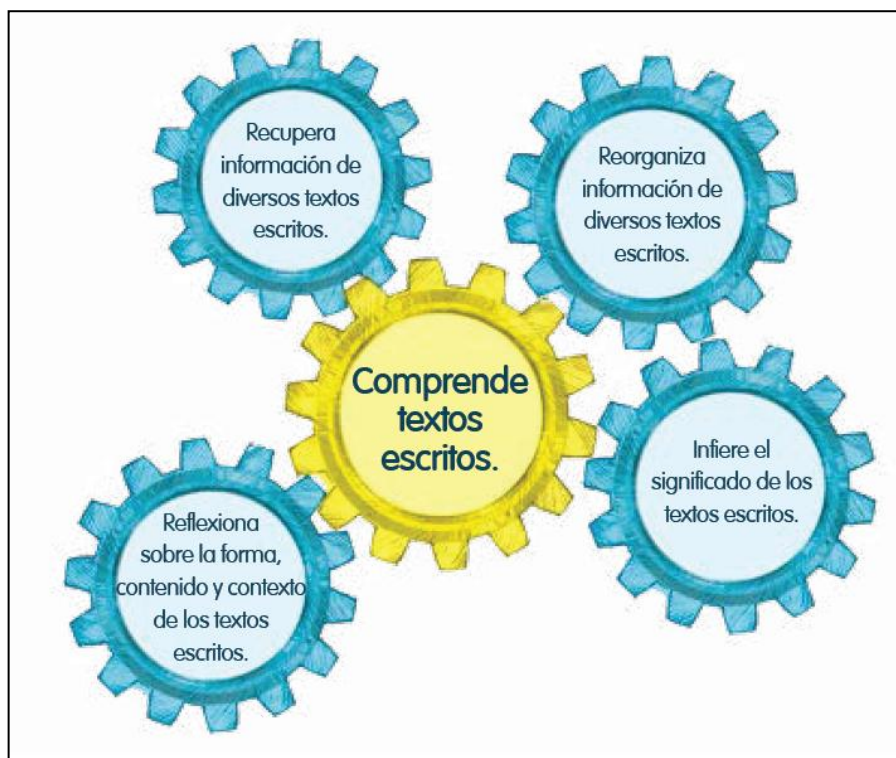 Recupera
información de
diversos textos
escritos.
Reorganiza
información de
diversos textos
escritos.
Comprende
textos
escritos.
Infiere el
significado de los
textos escritos.
Reflexiona
sobre la forma,
contenido y contexto
de los textos
escritos.